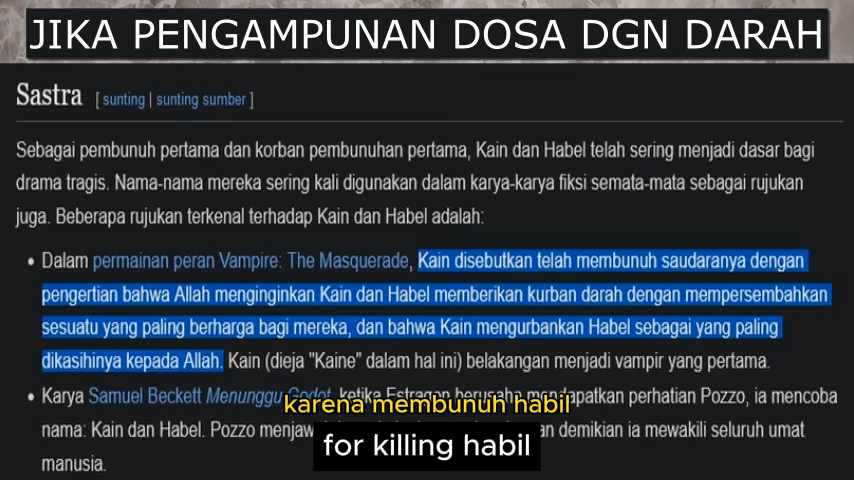 JIKA PENGAMPUNAN DOSA DGN DARAH
Sastra [ sunting | sunting sumber ]
Sebagai pembunuh pertama dan korban pembunuhan pertama, Kain dan Habel telah sering menjadi dasar bagi
drama tragis. Nama-nama mereka sering kali digunakan dalam karya-karya fiksi semata-mata sebagai rujukan
juga. Beberapa rujukan terkenal terhadap Kain dan Habel adalah:
• Dalam permainan peran Vampire: The Masquerade, Kain disebutkan telah membunuh saudaranya dengan
pengertian bahwa Allah menginginkan Kain dan Habel memberikan kurban darah dengan mempersembahkan
sesuatu yang paling berharga bagi mereka, dan bahwa Kain mengurbankan Habel sebagai yang paling
dikasihinya kepada Allah. Kain (dieja "Kaine" dalam hal ini) belakangan menjadi vampir yang pertama.
• Karya Samuel Beckett Menunggu Godot, ketika Estragon berusaha mendapatkan perhatian Pozzo, ia mencoba
karena membunuh habil
nama: Kain dan Habel. Pozzo demikian ia mewakili seluruh umat
for killing habil
manusia.